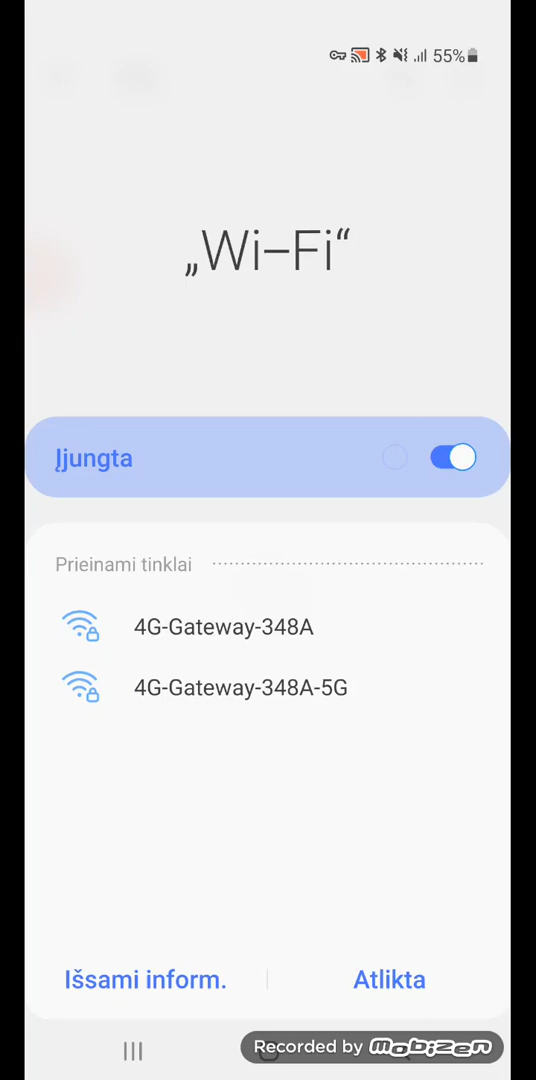 55%
„Wi–Fi“
Įjungta
Prieinami tinklai
4G-Gateway-348A
4G-Gateway-348A-5G
Išsami inform.
Atlikta
Recorded by mobizen